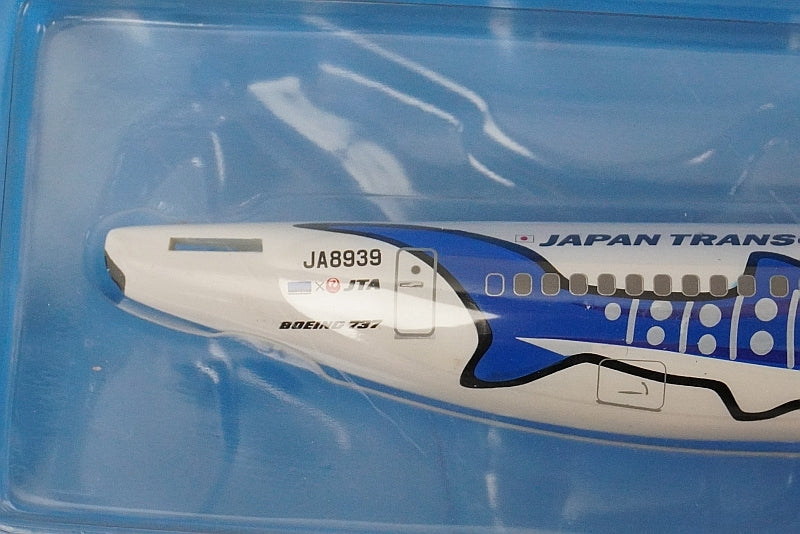 JAPAN TRANS
JA8939
× JTA
BOEING 737